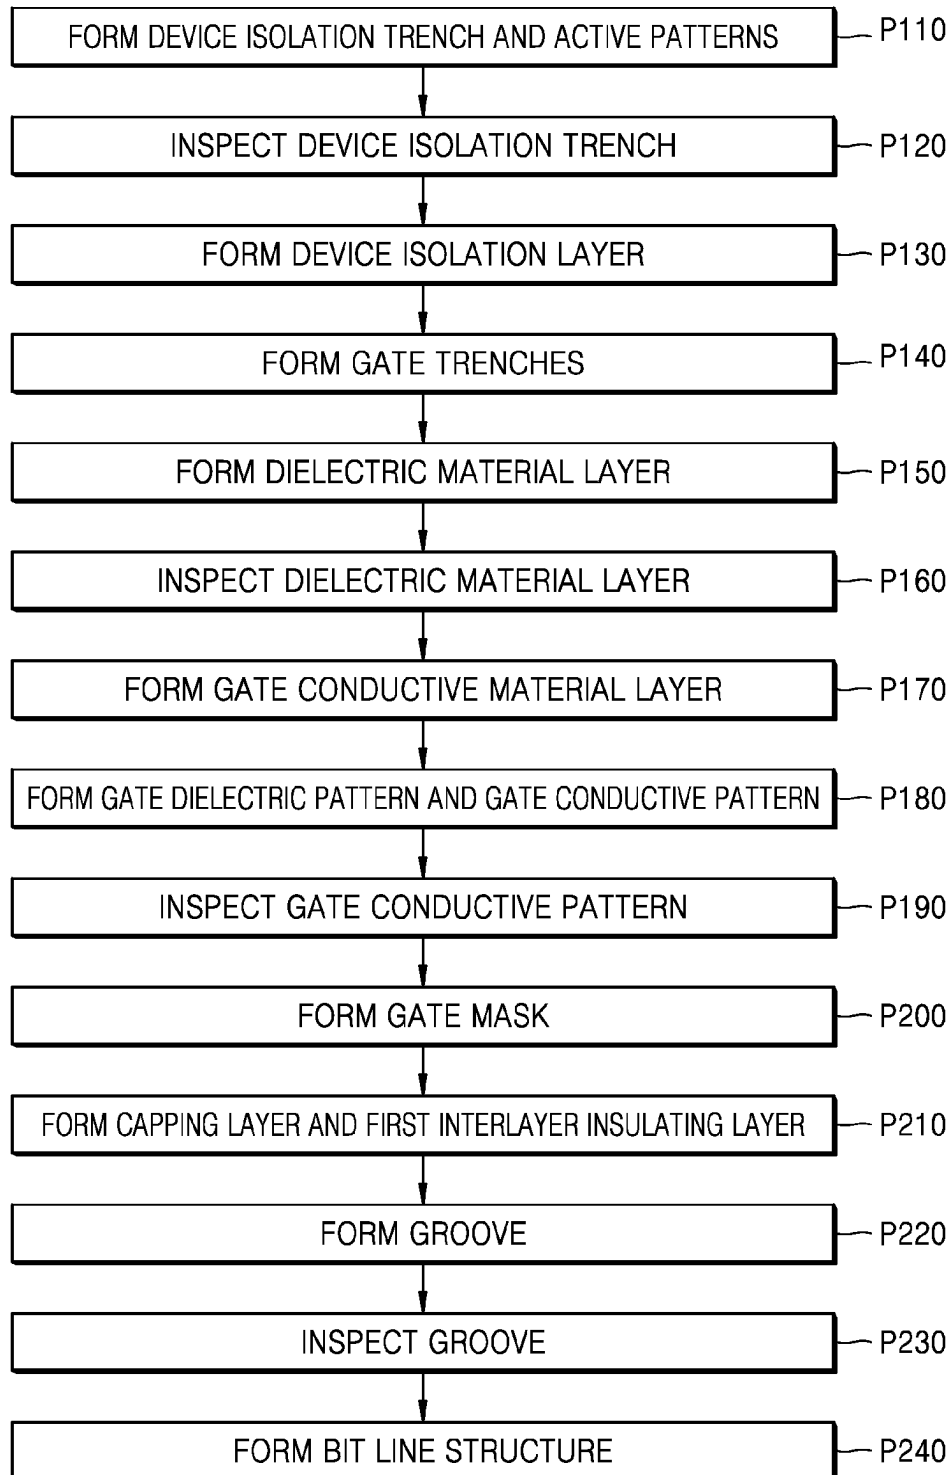 FORM DEVICE ISOLATION TRENCH AND ACTIVE PATTERNS P110
INSPECT DEVICE ISOLATION TRENCH P120
FORM DEVICE ISOLATION LAYER P130
FORM GATE TRENCHES P140
FORM DIELECTRIC MATERIAL LAYER P150
INSPECT DIELECTRIC MATERIAL LAYER P160
FORM GATE CONDUCTIVE MATERIAL LAYER P170
FORM GATE DIELECTRIC PATTERN AND GATE CONDUCTIVE PATTERN P180
INSPECT GATE CONDUCTIVE PATTERN P190
FORM GATE MASK P200
FORM CAPPING LAYER AND FIRST INTERLAYER INSULATING LAYER P210
FORM GROOVE P220
INSPECT GROOVE P230
FORM BIT LINE STRUCTURE P240